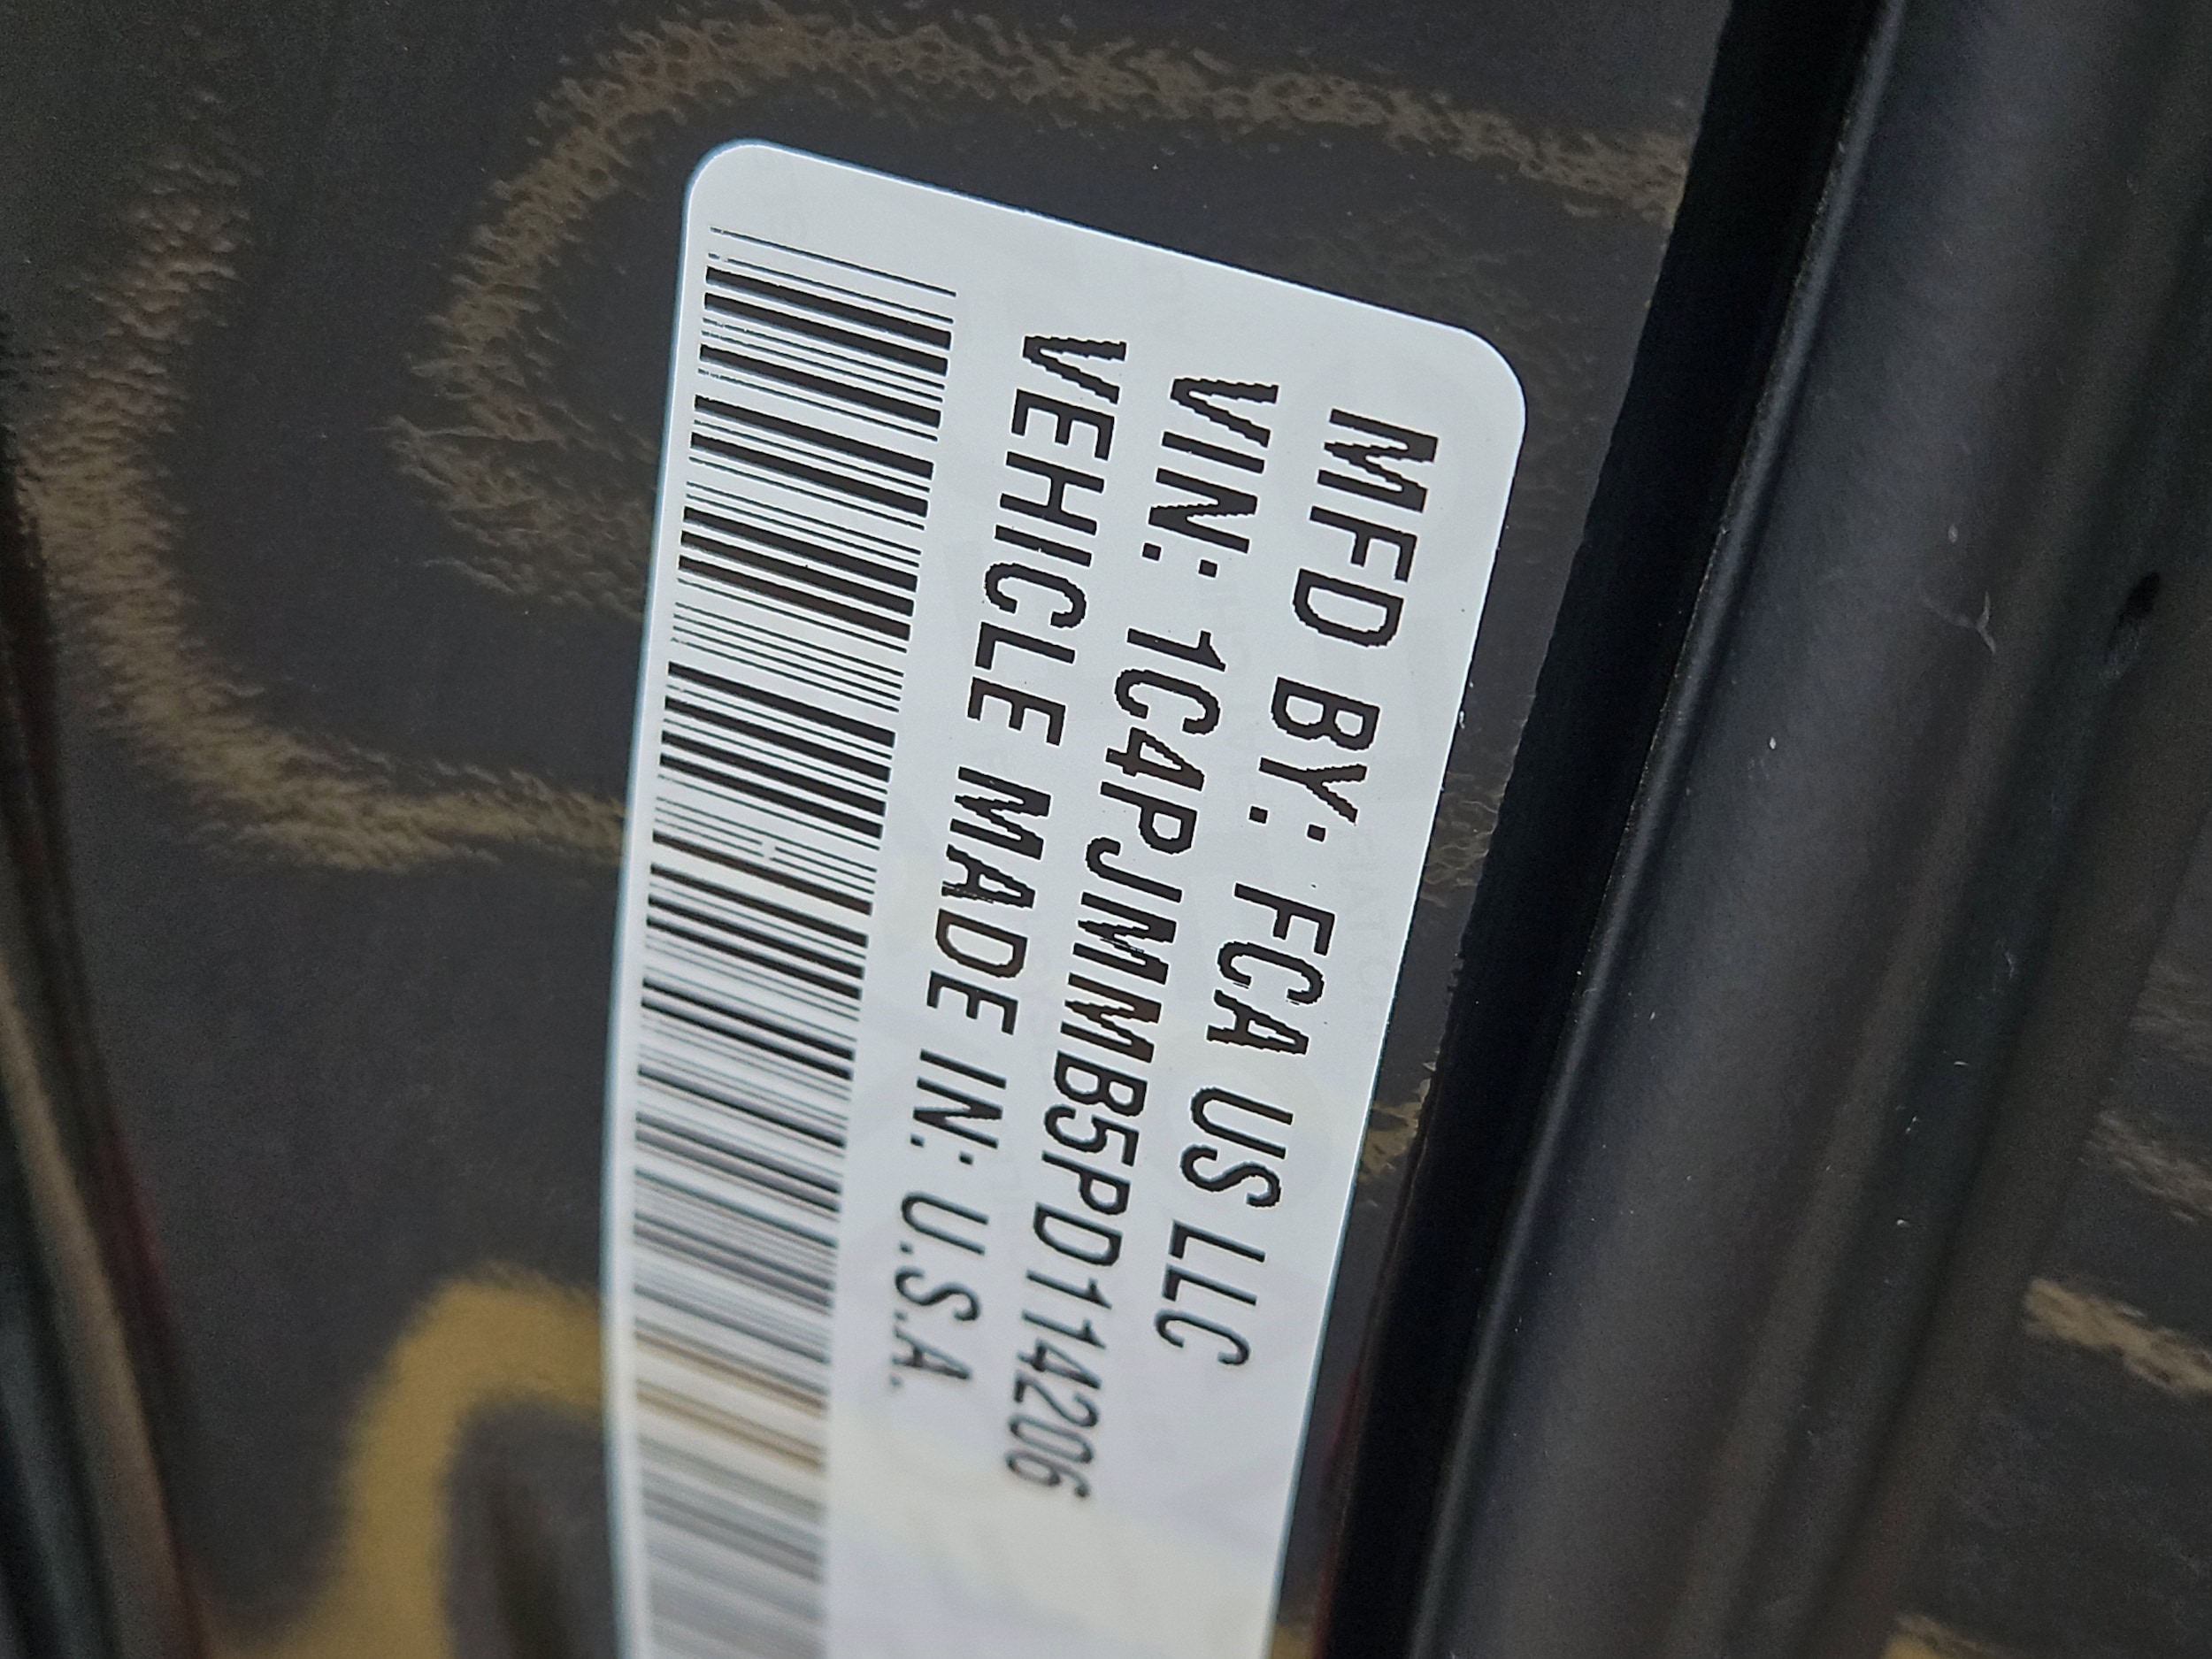 MFD BY: FCA US LLC
VIN: 1C4PJMMB5PD114206
VEHICLE MADE IN: U.S.A.